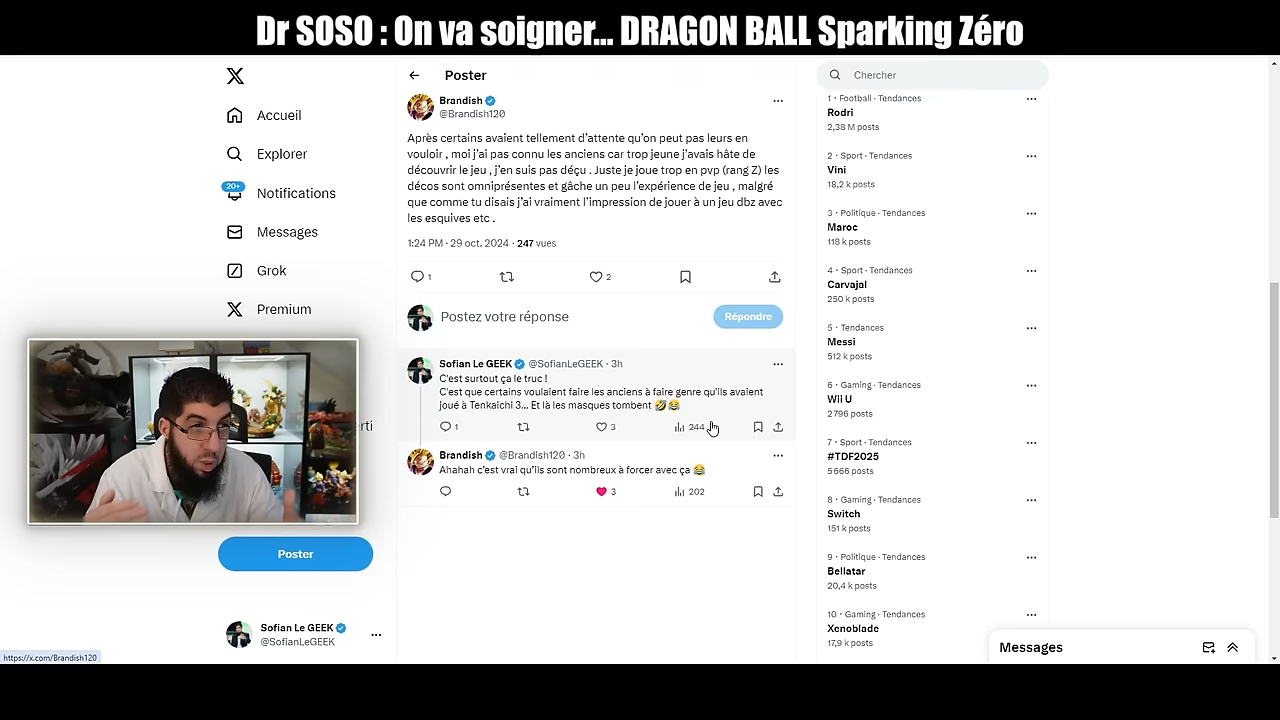 Dr SOSO : On va soigner... DRAGON BALL Sparking Zéro
Accueil
Explorer
20+
Notifications
Messages
Grok
Premium
Poster
Sofian Le GEEK
@SofianLeGEEK
https://x.com/Brandish120
Poster
Brandish
@Brandish120
Après certains avaient tellement d'attente qu'on peut pas leurs en
vouloir , moi j'ai pas connu les anciens car trop jeune j'avais hâte de
découvrir le jeu , j'en suis pas déçu . Juste je joue trop en pvp (rang Z) les
décos sont omniprésentes et gâche un peu l'expérience de jeu , malgré
que comme tu disais j'ai vraiment l'impression de jouer à un jeu dbz avec
les esquives etc .
1:24 PM · 29 oct. 2024 · 247 vues
1 2
Postez votre réponse
Répondre
Sofian Le GEEK @SofianLeGEEK · 3h
C'est surtout ça le truc !
C'est que certains voulaient faire les anciens à faire genre qu'ils avaient
joué à Tenkaichi 3... Et là les masques tombent 🤣😂
1 3 244
Brandish @Brandish120 · 3h
Ahahah c'est vrai qu'ils sont nombreux à forcer avec ça 😂
3 202
Chercher
1 · Football · Tendances
Rodri
2,38 M posts
2 · Sport · Tendances
Vini
18,2 k posts
3 · Politique · Tendances
Maroc
118 k posts
4 · Sport · Tendances
Carvajal
250 k posts
5 · Tendances
Messi
512 k posts
6 · Gaming · Tendances
Wii U
2 796 posts
7 · Sport · Tendances
#TDF2025
5 666 posts
8 · Gaming · Tendances
Switch
151 k posts
9 · Politique · Tendances
Bellatar
20,4 k posts
10 · Gaming · Tendances
Xenoblade
17,9 k posts
Messages